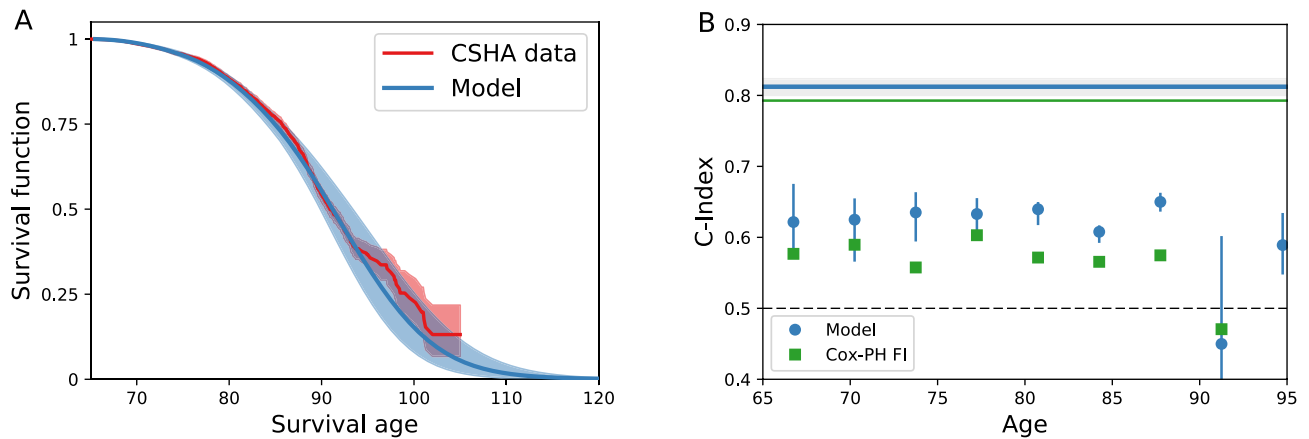 A
Survival function
1
0.75
0.5
0.25
0
70 80 90 100 110 120
Survival age
CSHA data
Model
B
C-Index
0.9
0.8
0.7
0.6
0.5
0.4
65 70 75 80 85 90 95
Age
Model
Cox-PH FI